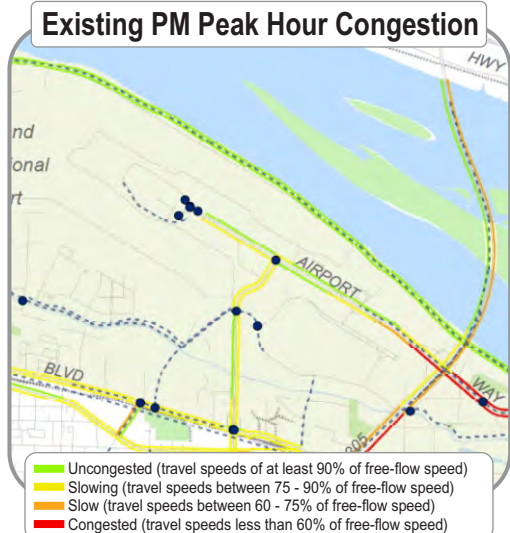 Existing PM Peak Hour Congestion
HWY
nd
ional
rt
AIRPORT
BLVD
WAY
205
Uncongested (travel speeds of at least 90% of free-flow speed)
Slowing (travel speeds between 75 - 90% of free-flow speed)
Slow (travel speeds between 60 - 75% of free-flow speed)
Congested (travel speeds less than 60% of free-flow speed)